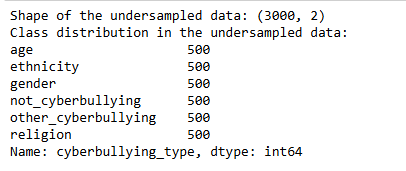 Shape of the undersampled data: (3000, 2)
Class distribution in the undersampled data:
age                    500
ethnicity              500
gender                 500
not_cyberbullying      500
other_cyberbullying    500
religion               500
Name: cyberbullying_type, dtype: int64